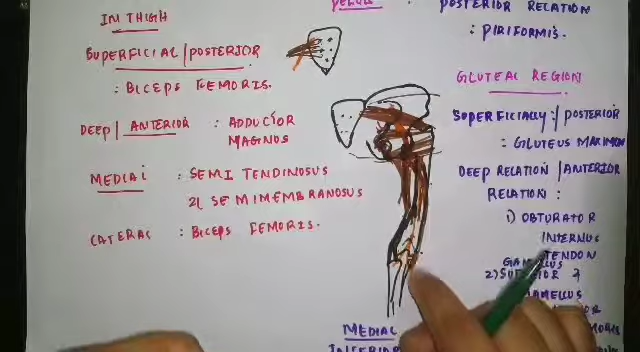 IN THIGH
SUPERFICIAL/POSTERIOR
: BICEPS FEMORIS.
DEEP/ANTERIOR : ADDUCTOR
MAGNUS
MEDIAL : SEMI TENDINOSUS
2( SEMIMEMBRANOSUS
LATERAL : BICEPS FEMORIS.
POSTERIOR RELATION
: PIRIFORMIS.
GLUTEAL REGION
SUPERFICIALLY:/POSTERIOR
: GLUTEUS MAXIMUM
DEEP RELATION/ANTERIOR
RELATION :
1) OBTURATOR
INTERNUS
TENDON
GAMELLUS
2) SUPERIOR
GAMELLUS
MEDIAL
INFERIOR